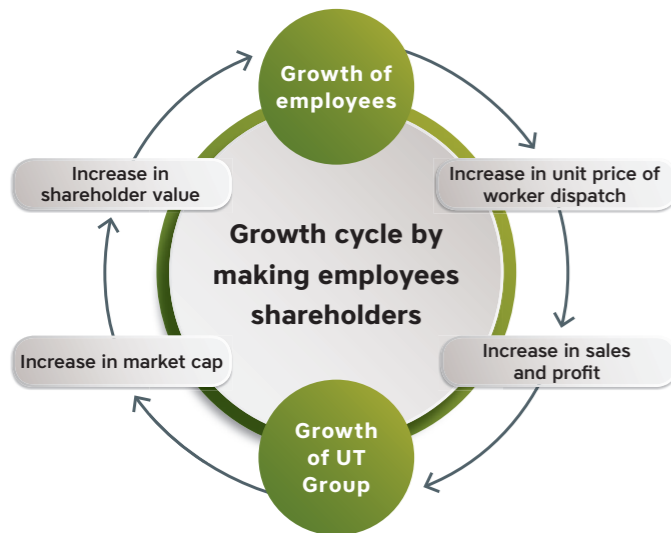 Growth of
employees
Increase in
shareholder value
Increase in unit price of
worker dispatch
Growth cycle by
making employees
shareholders
Increase in market cap
Increase in sales
and profit
Growth
of UT
Group